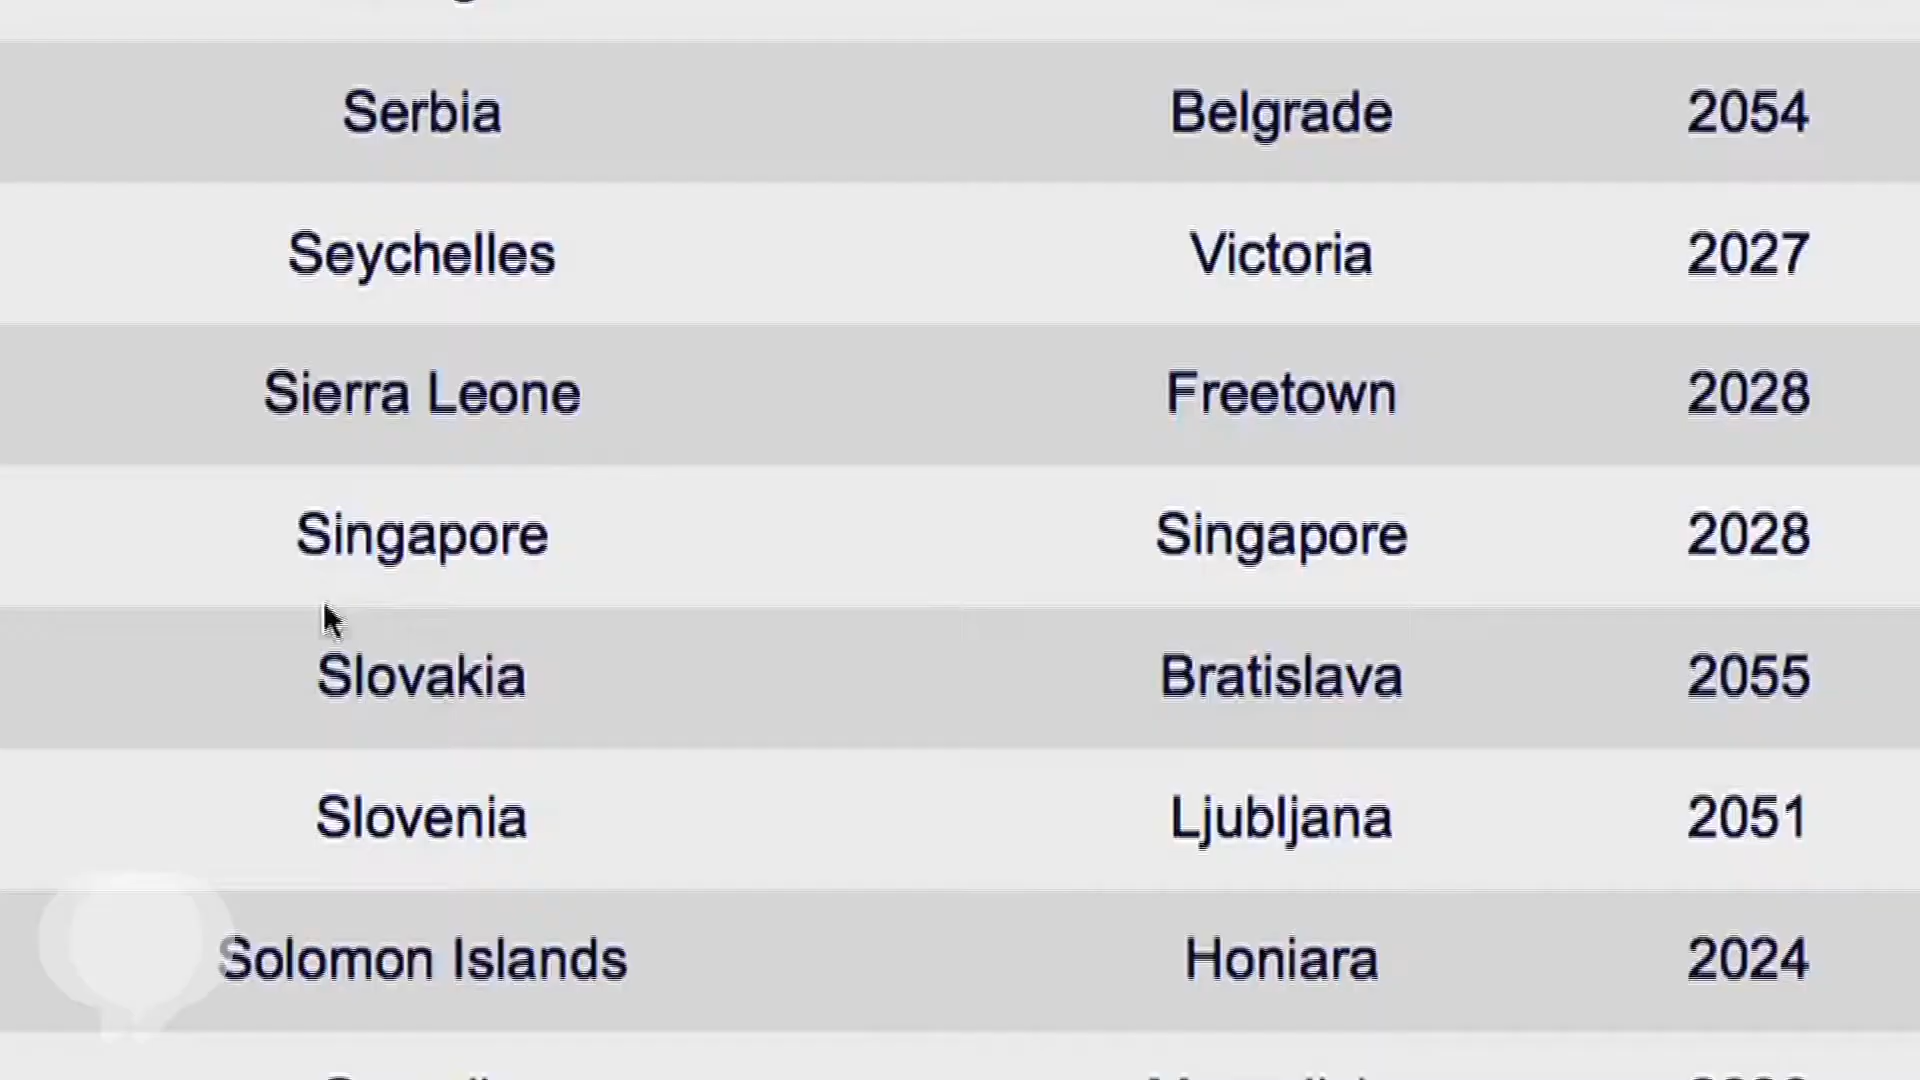 Serbia Belgrade 2054
Seychelles Victoria 2027
Sierra Leone Freetown 2028
Singapore Singapore 2028
Slovakia Bratislava 2055
Slovenia Ljubljana 2051
Solomon Islands Honiara 2024